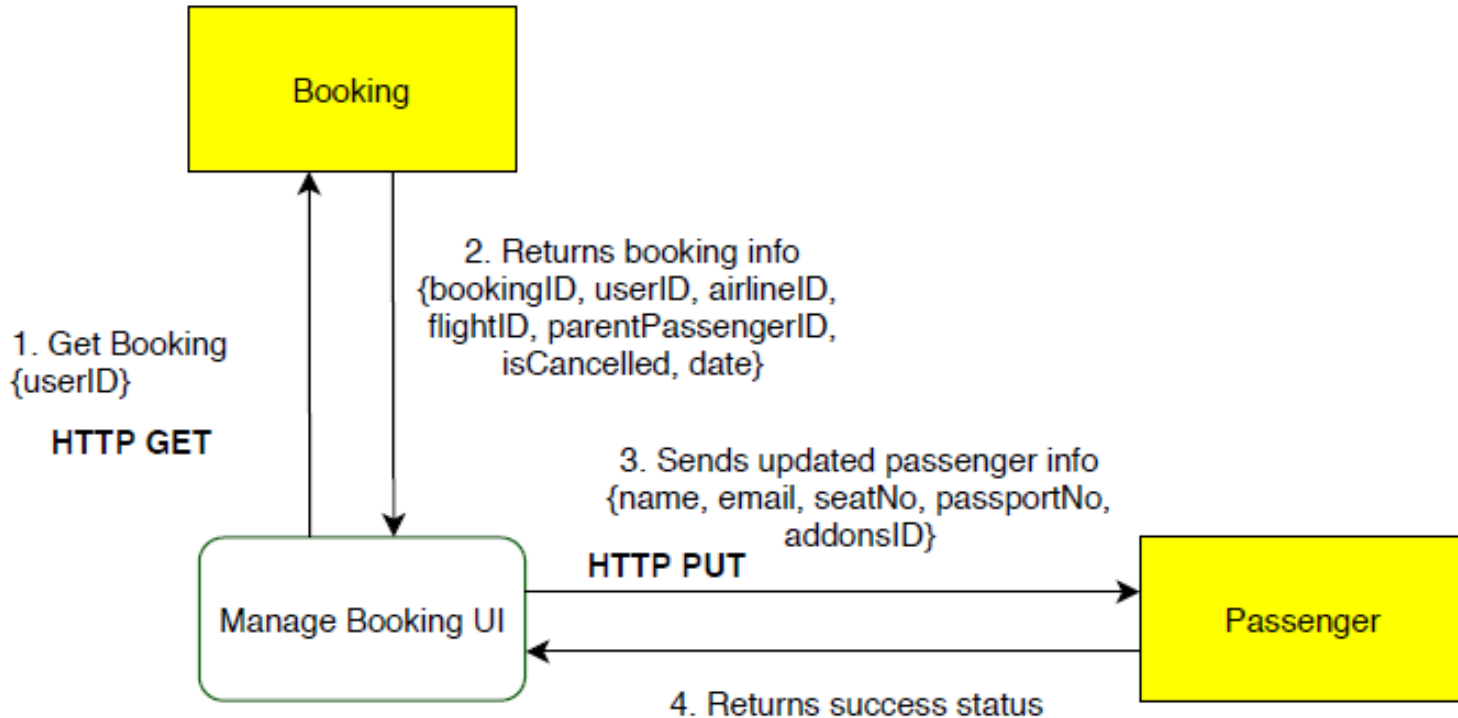 Booking
2. Returns booking info
{bookingID, userID, airlineID,
flightID, parentPassengerID,
isCancelled, date}
1. Get Booking
{userID}
HTTP GET
3. Sends updated passenger info
{name, email, seatNo, passportNo,
addonsID}
HTTP PUT
Manage Booking UI
Passenger
4. Returns success status